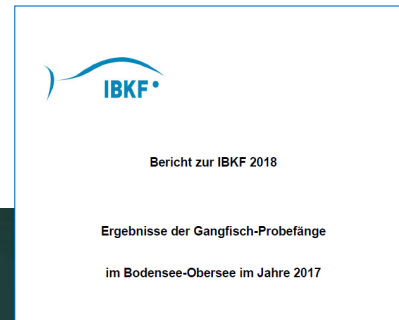 IBKF
Bericht zur IBKF 2018
Ergebnisse der Gangfisch-Probefänge
im Bodensee-Obersee im Jahre 2017